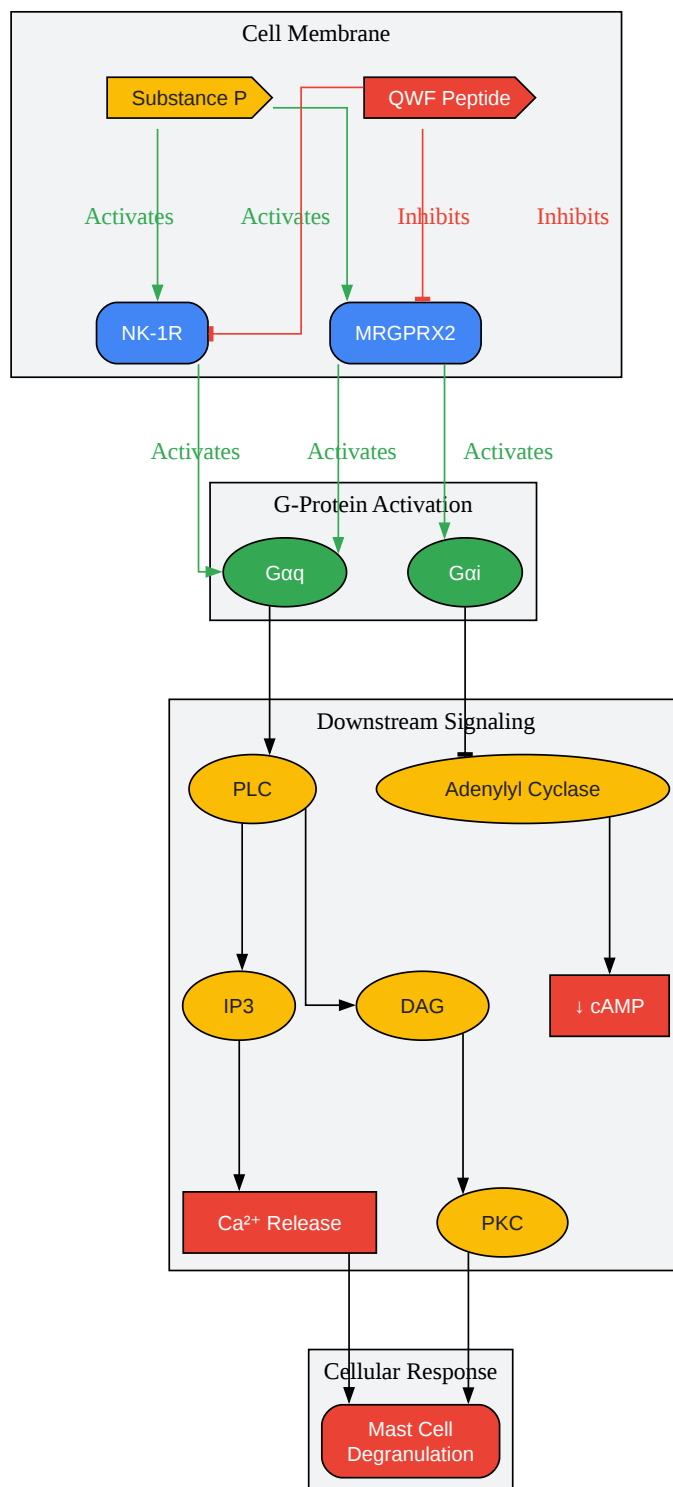 Cell Membrane
Substance P
QWF Peptide
Activates
Activates
Inhibits
Inhibits
NK-1R
MRGPRX2
Activates
Activates
Activates
G-Protein Activation
Gαq
Gαi
Downstream Signaling
PLC
Adenylyl Cyclase
IP3
DAG
↓ cAMP
Ca²⁺ Release
PKC
Cellular Response
Mast Cell
Degranulation